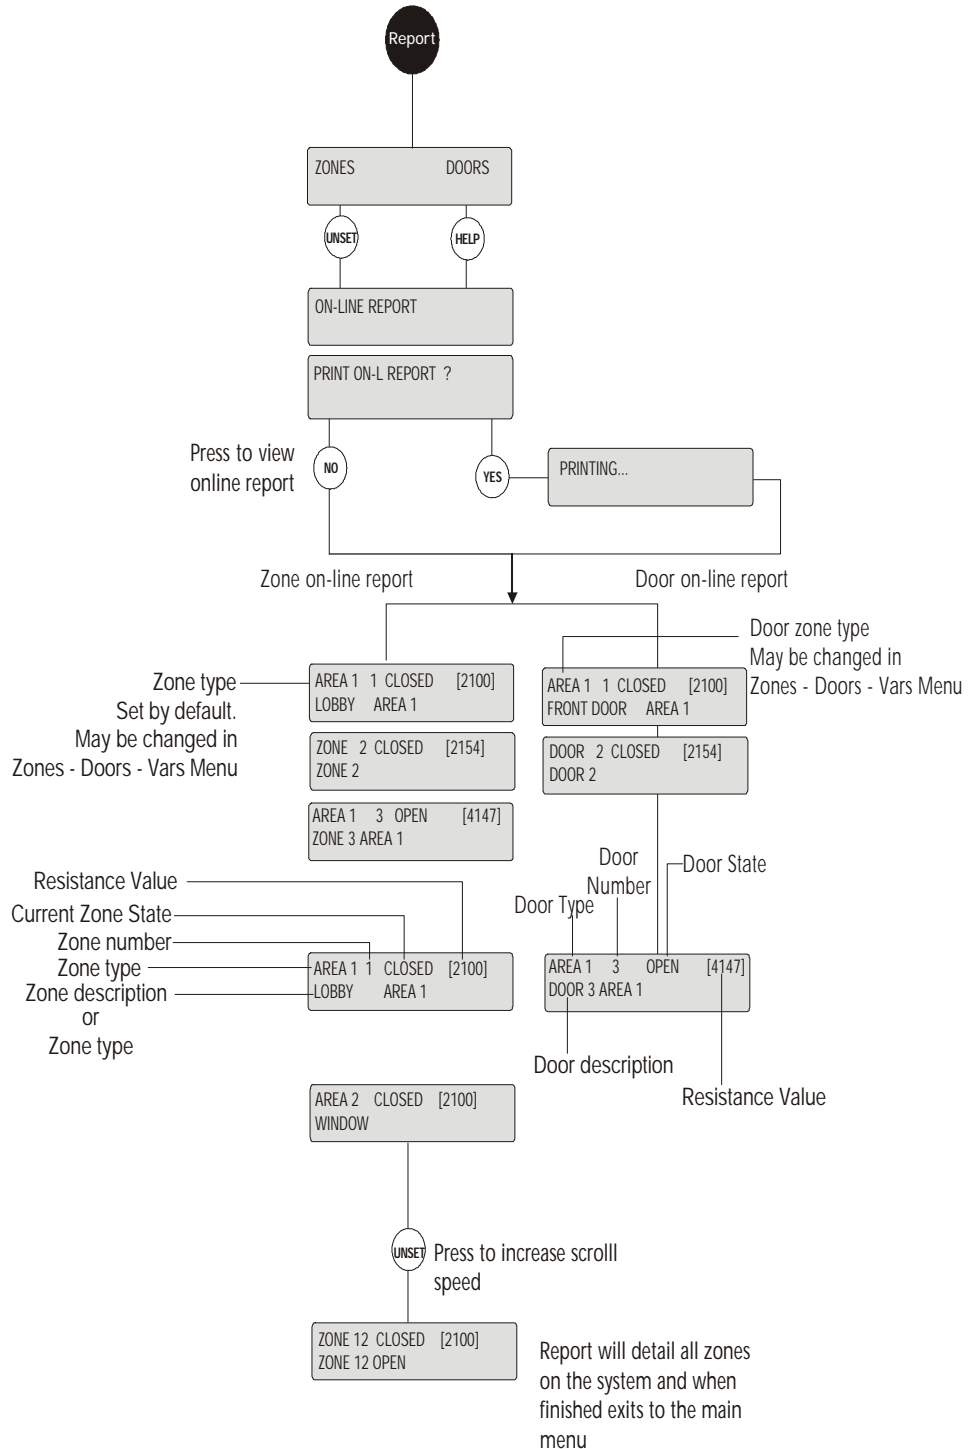 Report
ZONES DOORS
UNSET HELP
ON-LINE REPORT
PRINT ON-L REPORT ?
Press to view
online report
NO
YES
PRINTING...
Zone on-line report
Door on-line report
Door zone type
May be changed in
Zones - Doors - Vars Menu
Zone type
Set by default.
May be changed in
Zones - Doors - Vars Menu
AREA 1 1 CLOSED [2100]
LOBBY AREA 1
AREA 1 1 CLOSED [2100]
FRONT DOOR AREA 1
ZONE 2 CLOSED [2154]
ZONE 2
DOOR 2 CLOSED [2154]
DOOR 2
AREA 1 3 OPEN [4147]
ZONE 3 AREA 1
Resistance Value
Current Zone State
Zone number
Zone type
Zone description
or
Zone type
AREA 1 1 CLOSED [2100]
LOBBY AREA 1
Door
Number
Door State
Door Type
AREA 1 3 OPEN [4147]
DOOR 3 AREA 1
Door description
Resistance Value
AREA 2 CLOSED [2100]
WINDOW
UNSET
Press to increase scrolll
speed
ZONE 12 CLOSED [2100]
ZONE 12 OPEN
Report will detail all zones
on the system and when
finished exits to the main
menu